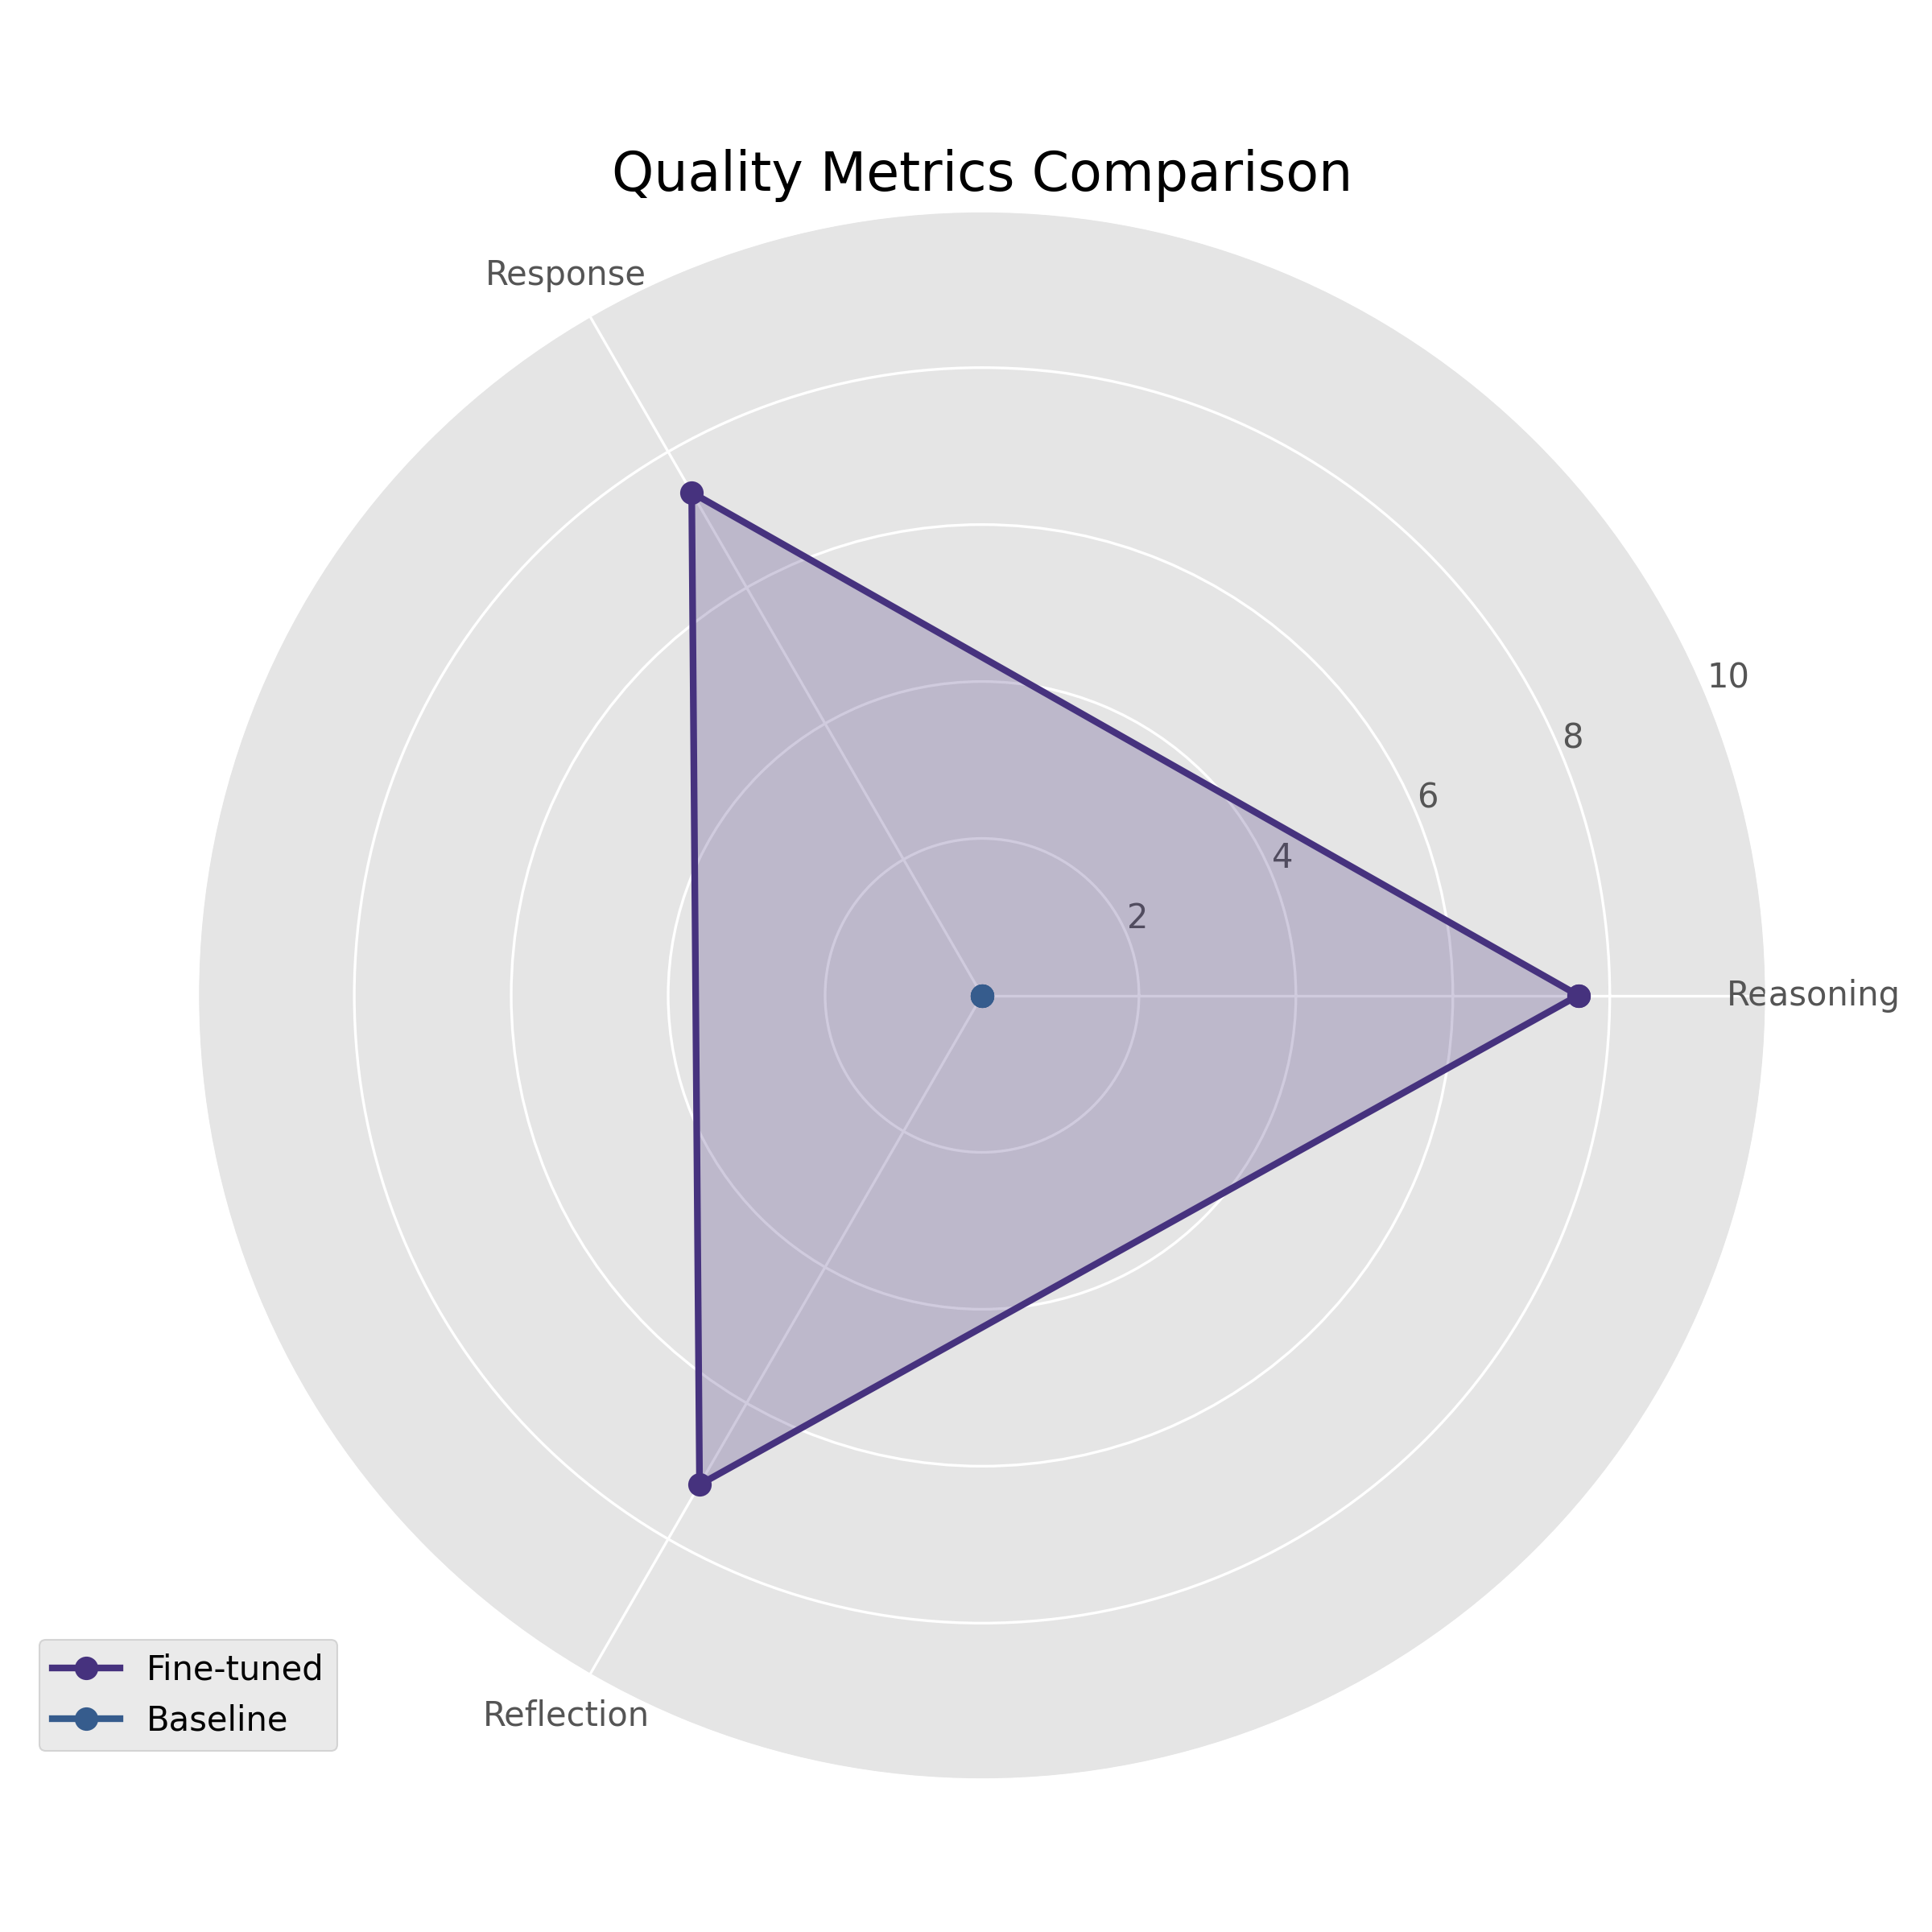 Quality Metrics Comparison
Response
10
8
6
4
2
Reasoning
Reflection
Fine-tuned
Baseline